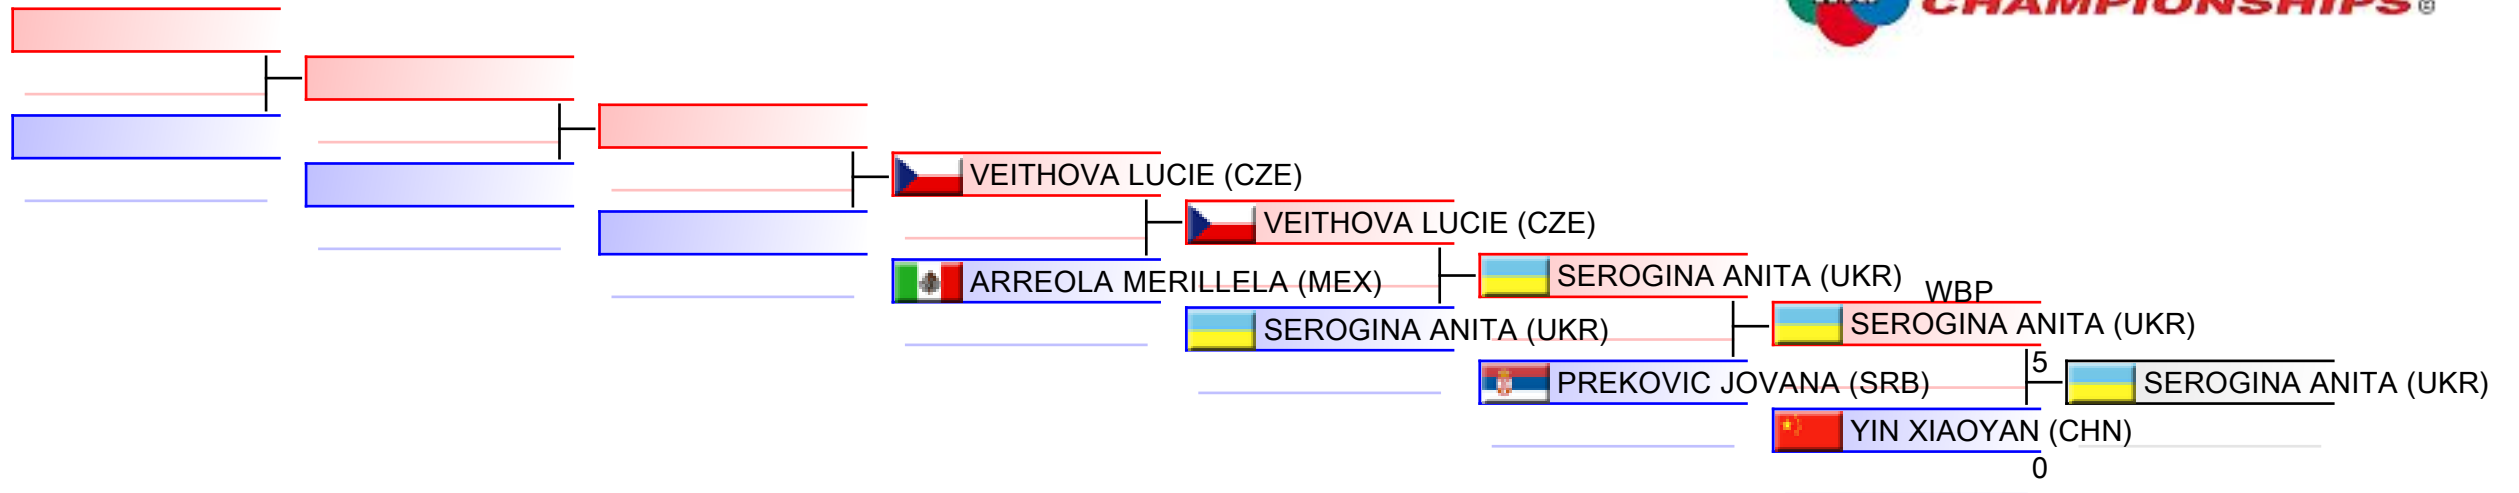 CHAMPIONSHIPS®
VEITHOVA LUCIE (CZE)
VEITHOVA LUCIE (CZE)
ARREOLA MERILLELA (MEX)
SEROGINA ANITA (UKR)
WBP
SEROGINA ANITA (UKR)
SEROGINA ANITA (UKR)
5
PREKOVIC JOVANA (SRB)
SEROGINA ANITA (UKR)
YIN XIAOYAN (CHN)
0